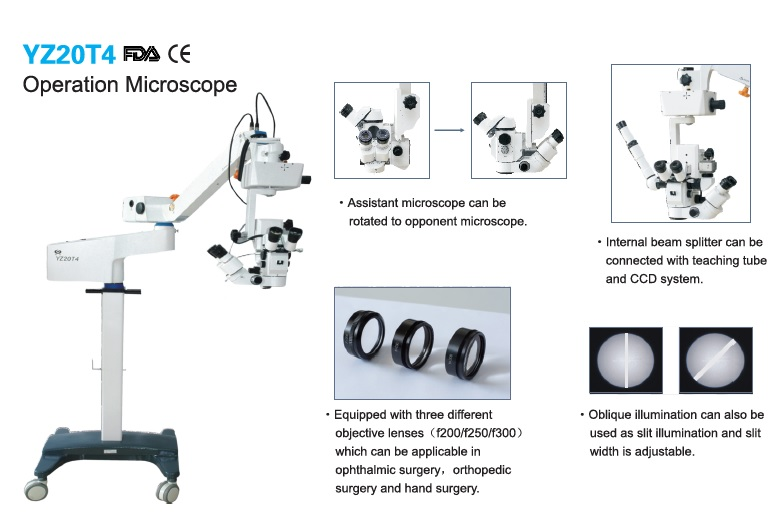 YZ20T4 FDA CE
Operation Microscope
YZ20T4
・Assistant microscope can be
rotated to opponent microscope.
・Internal beam splitter can be
connected with teaching tube
and CCD system.
・Equipped with three different
objective lenses（f200/f250/f300）
which can be applicable in
ophthalmic surgery，orthopedic
surgery and hand surgery.
・Oblique illumination can also be
used as slit illumination and slit
width is adjustable.